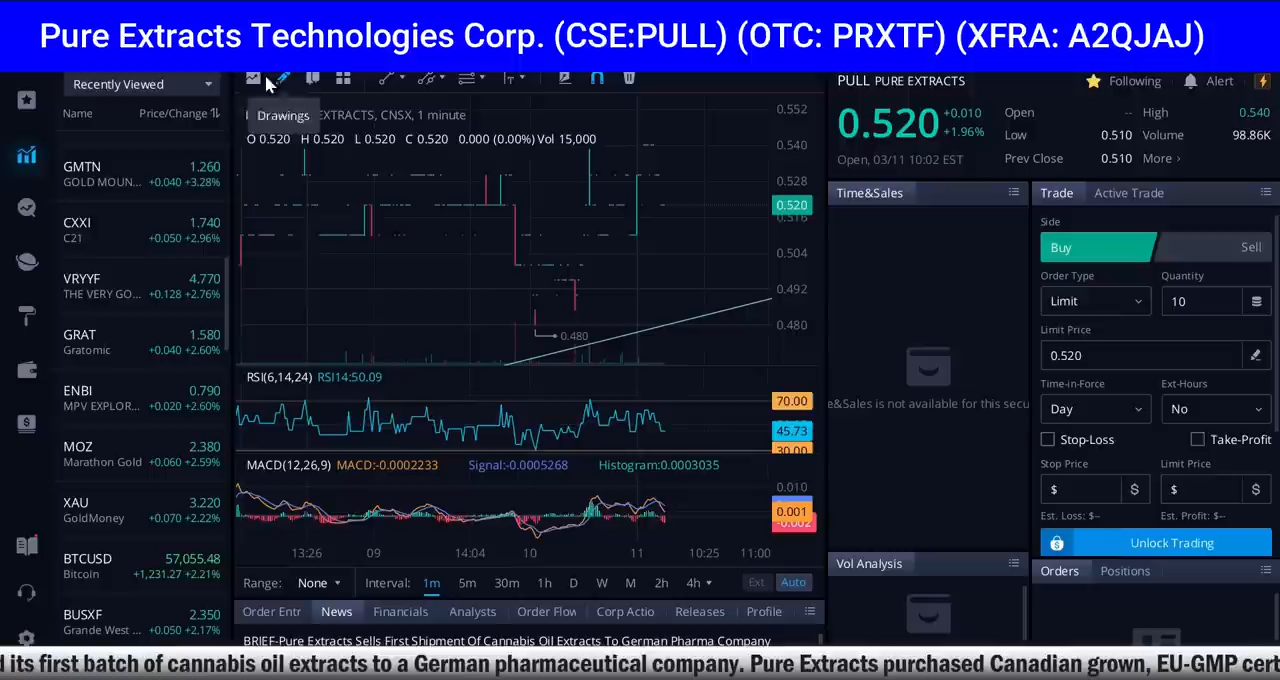 Pure Extracts Technologies Corp. (CSE:PULL) (OTC: PRXTF) (XFRA: A2QJAJ)
Recently Viewed
Name Price/Change
GMTN 1.260
GOLD MOUN... +0.040 +3.28%
CXXI 1.740
C21 +0.050 +2.96%
VRYYF 4.770
THE VERY GO... +0.128 +2.76%
GRAT 1.580
Gratomic +0.040 +2.60%
ENBI 0.790
MPV EXPLOR... +0.020 +2.60%
MOZ 2.380
Marathon Gold +0.060 +2.59%
XAU 3.220
GoldMoney +0.070 +2.22%
BTCUSD 57,055.48
Bitcoin +1,231.27 +2.21%
BUSXF 2.350
Grande West ... +0.050 +2.17%
Drawings
EXTRACTS, CNSX, 1 minute
O 0.520 H 0.520 L 0.520 C 0.520 0.000 (0.00%) Vol 15,000
0.552
0.540
0.528
0.520
0.516
0.504
0.492
0.480
0.480
RSI(6,14,24) RSI14:50.09
70.00
45.73
30.00
MACD(12,26,9) MACD:-0.0002233 Signal:-0.0005268 Histogram:0.0003035
0.010
0.001
-0.002
13:26 09 14:04 10 11 10:25 11:00
Range: None Interval: 1m 5m 30m 1h D W M 2h 4h Ext Auto
Order Entr News Financials Analysts Order Flow Corp Actio Releases Profile
BRIEF-Pure Extracts Sells First Shipment Of Cannabis Oil Extracts To German Pharma Company
PULL PURE EXTRACTS
Following Alert
0.520 +0.010
+1.96%
Open, 03/11 10:02 EST
Open -- High 0.540
Low 0.510 Volume 98.86K
Prev Close 0.510 More ›
Time&Sales
e&Sales is not available for this secu
Vol Analysis
Trade Active Trade
Side
Buy Sell
Order Type Quantity
Limit 10
Limit Price
0.520
Time-in-Force Ext-Hours
Day No
Stop-Loss Take-Profit
Stop Price Limit Price
$ $ $ $
Est. Loss: $-- Est. Profit: $--
Unlock Trading
Orders Positions
d its first batch of cannabis oil extracts to a German pharmaceutical company. Pure Extracts purchased Canadian grown, EU-GMP cert